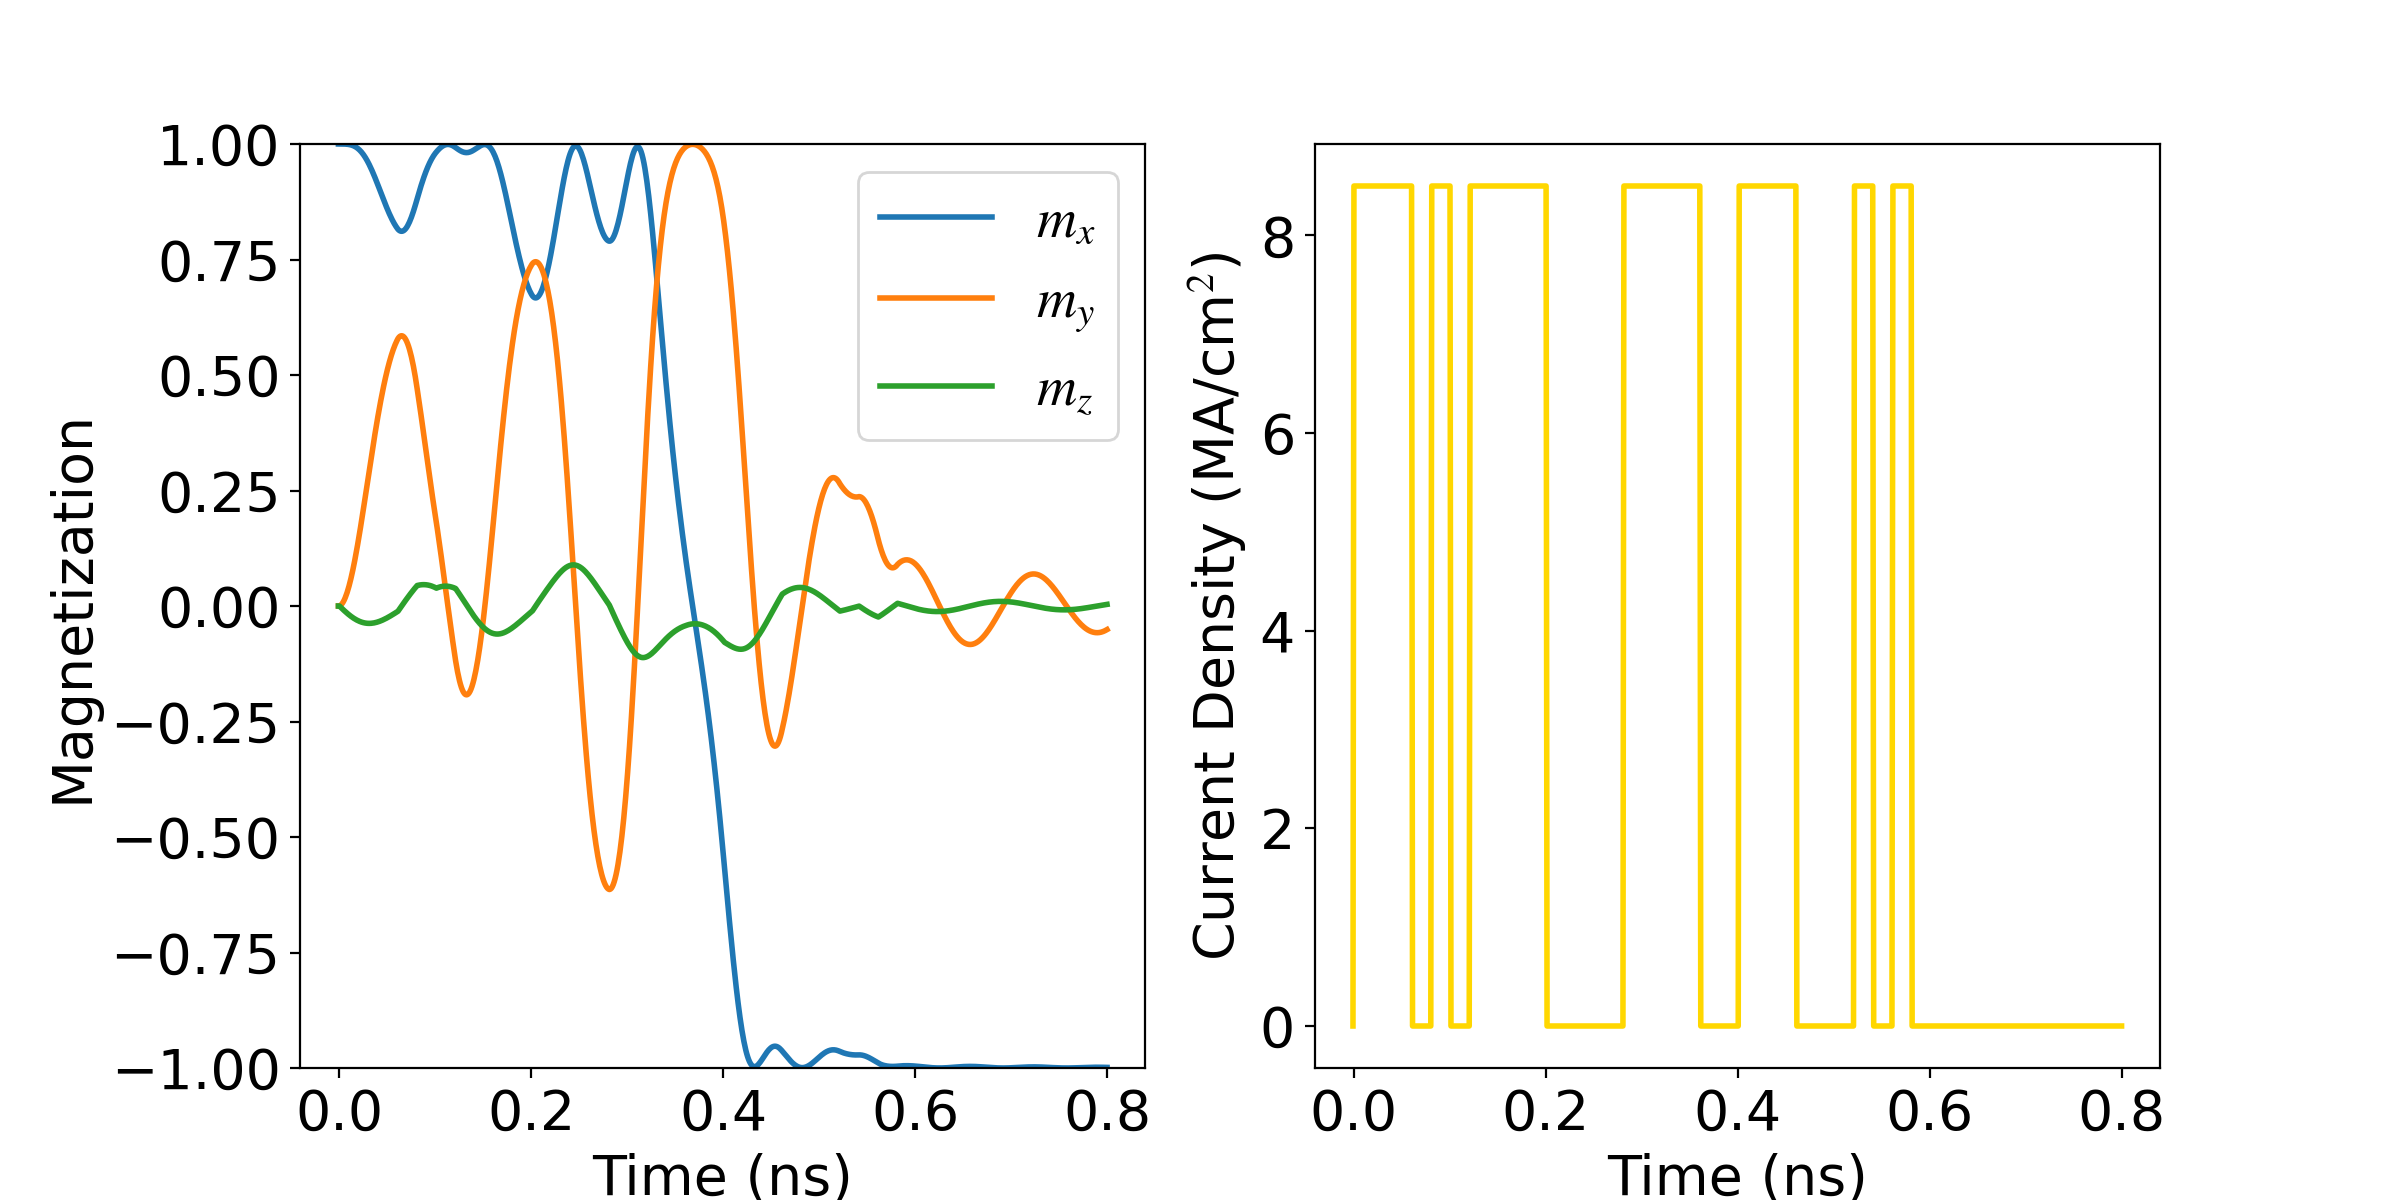 1.00
0.75
0.50
0.25
0.00
−0.25
−0.50
−0.75
−1.00
Magnetization
0.0 0.2 0.4 0.6 0.8
Time (ns)
m_x
m_y
m_z
8
6
4
2
0
Current Density (MA/cm²)
0.0 0.2 0.4 0.6 0.8
Time (ns)